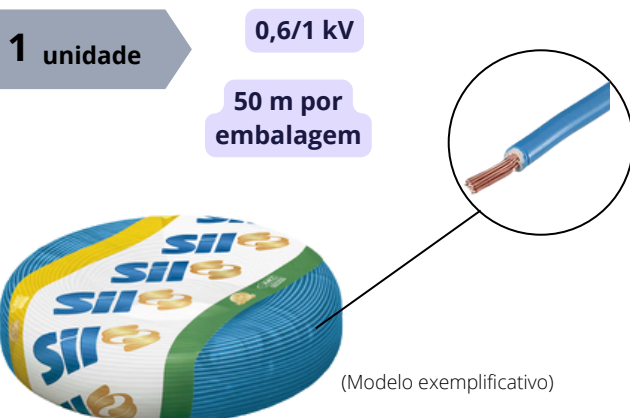 1 unidade
0,6/1 kV
50 m por
embalagem
Sil
Sil
Sil
Sil
(Modelo exemplificativo)